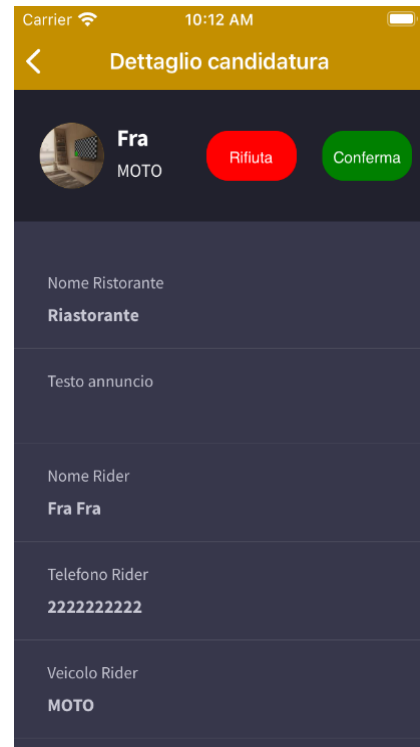 Carrier 10:12 AM
Dettaglio candidatura
Fra
MOTO
Rifiuta
Conferma
Nome Ristorante
Riastorante
Testo annuncio
Nome Rider
Fra Fra
Telefono Rider
2222222222
Veicolo Rider
MOTO